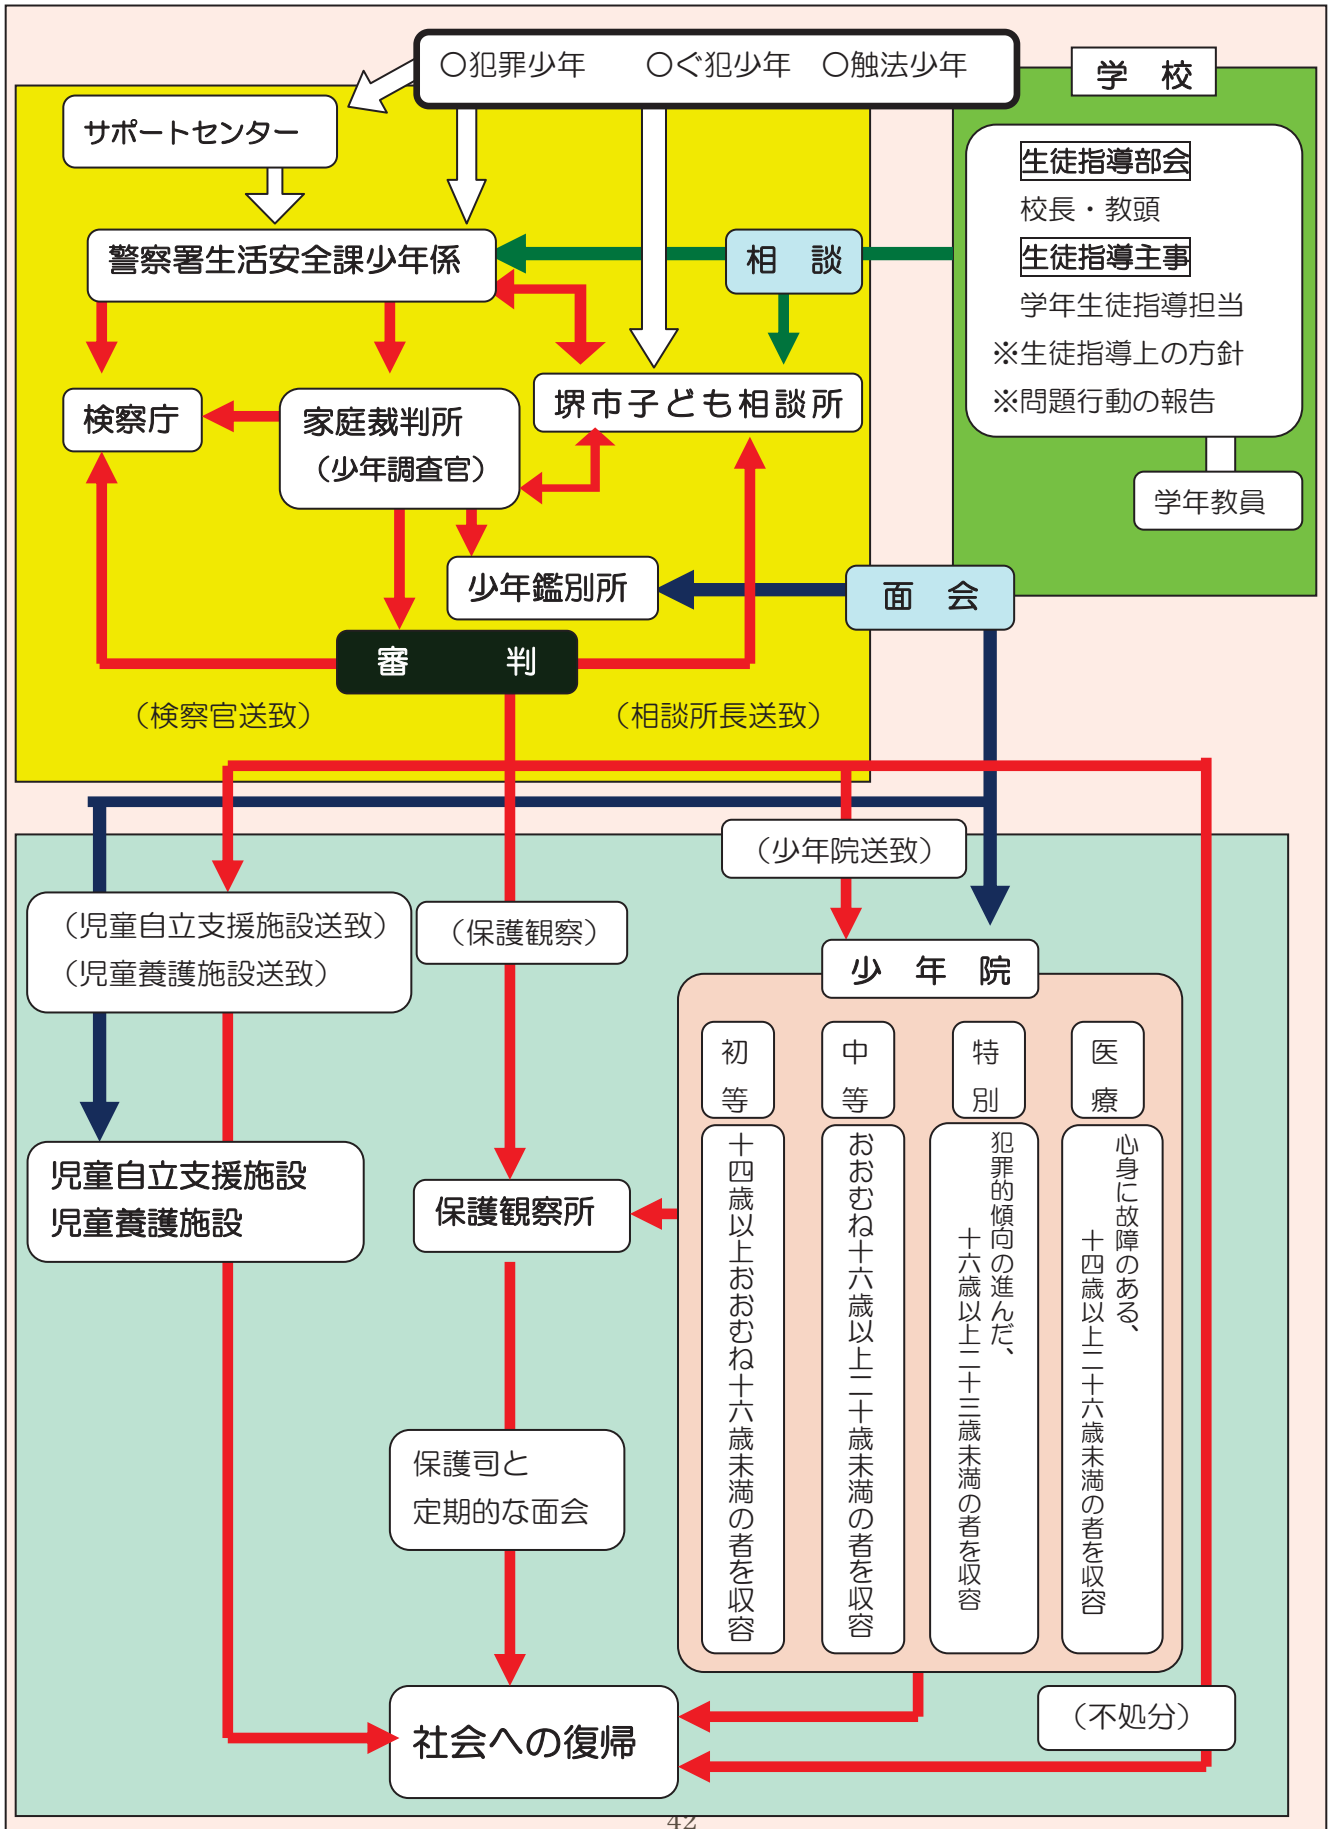 ○犯罪少年　○ぐ犯少年　○触法少年
学　校
サポートセンター
生徒指導部会
校長・教頭
生徒指導主事
学年生徒指導担当
※生徒指導上の方針
※問題行動の報告
学年教員
警察署生活安全課少年係
相　談
検察庁
家庭裁判所
（少年調査官）
堺市子ども相談所
少年鑑別所
面　会
審　判
（検察官送致）
（相談所長送致）
（少年院送致）
（児童自立支援施設送致）
（児童養護施設送致）
（保護観察）
少　年　院
初等
十四歳以上おおむね十六歳未満の者を収容
中等
おおむね十六歳以上二十歳未満の者を収容
特別
犯罪的傾向の進んだ、
十六歳以上二十三歳未満の者を収容
医療
心身に故障のある、
十四歳以上二十六歳未満の者を収容
児童自立支援施設
児童養護施設
保護観察所
保護司と
定期的な面会
（不処分）
社会への復帰
42